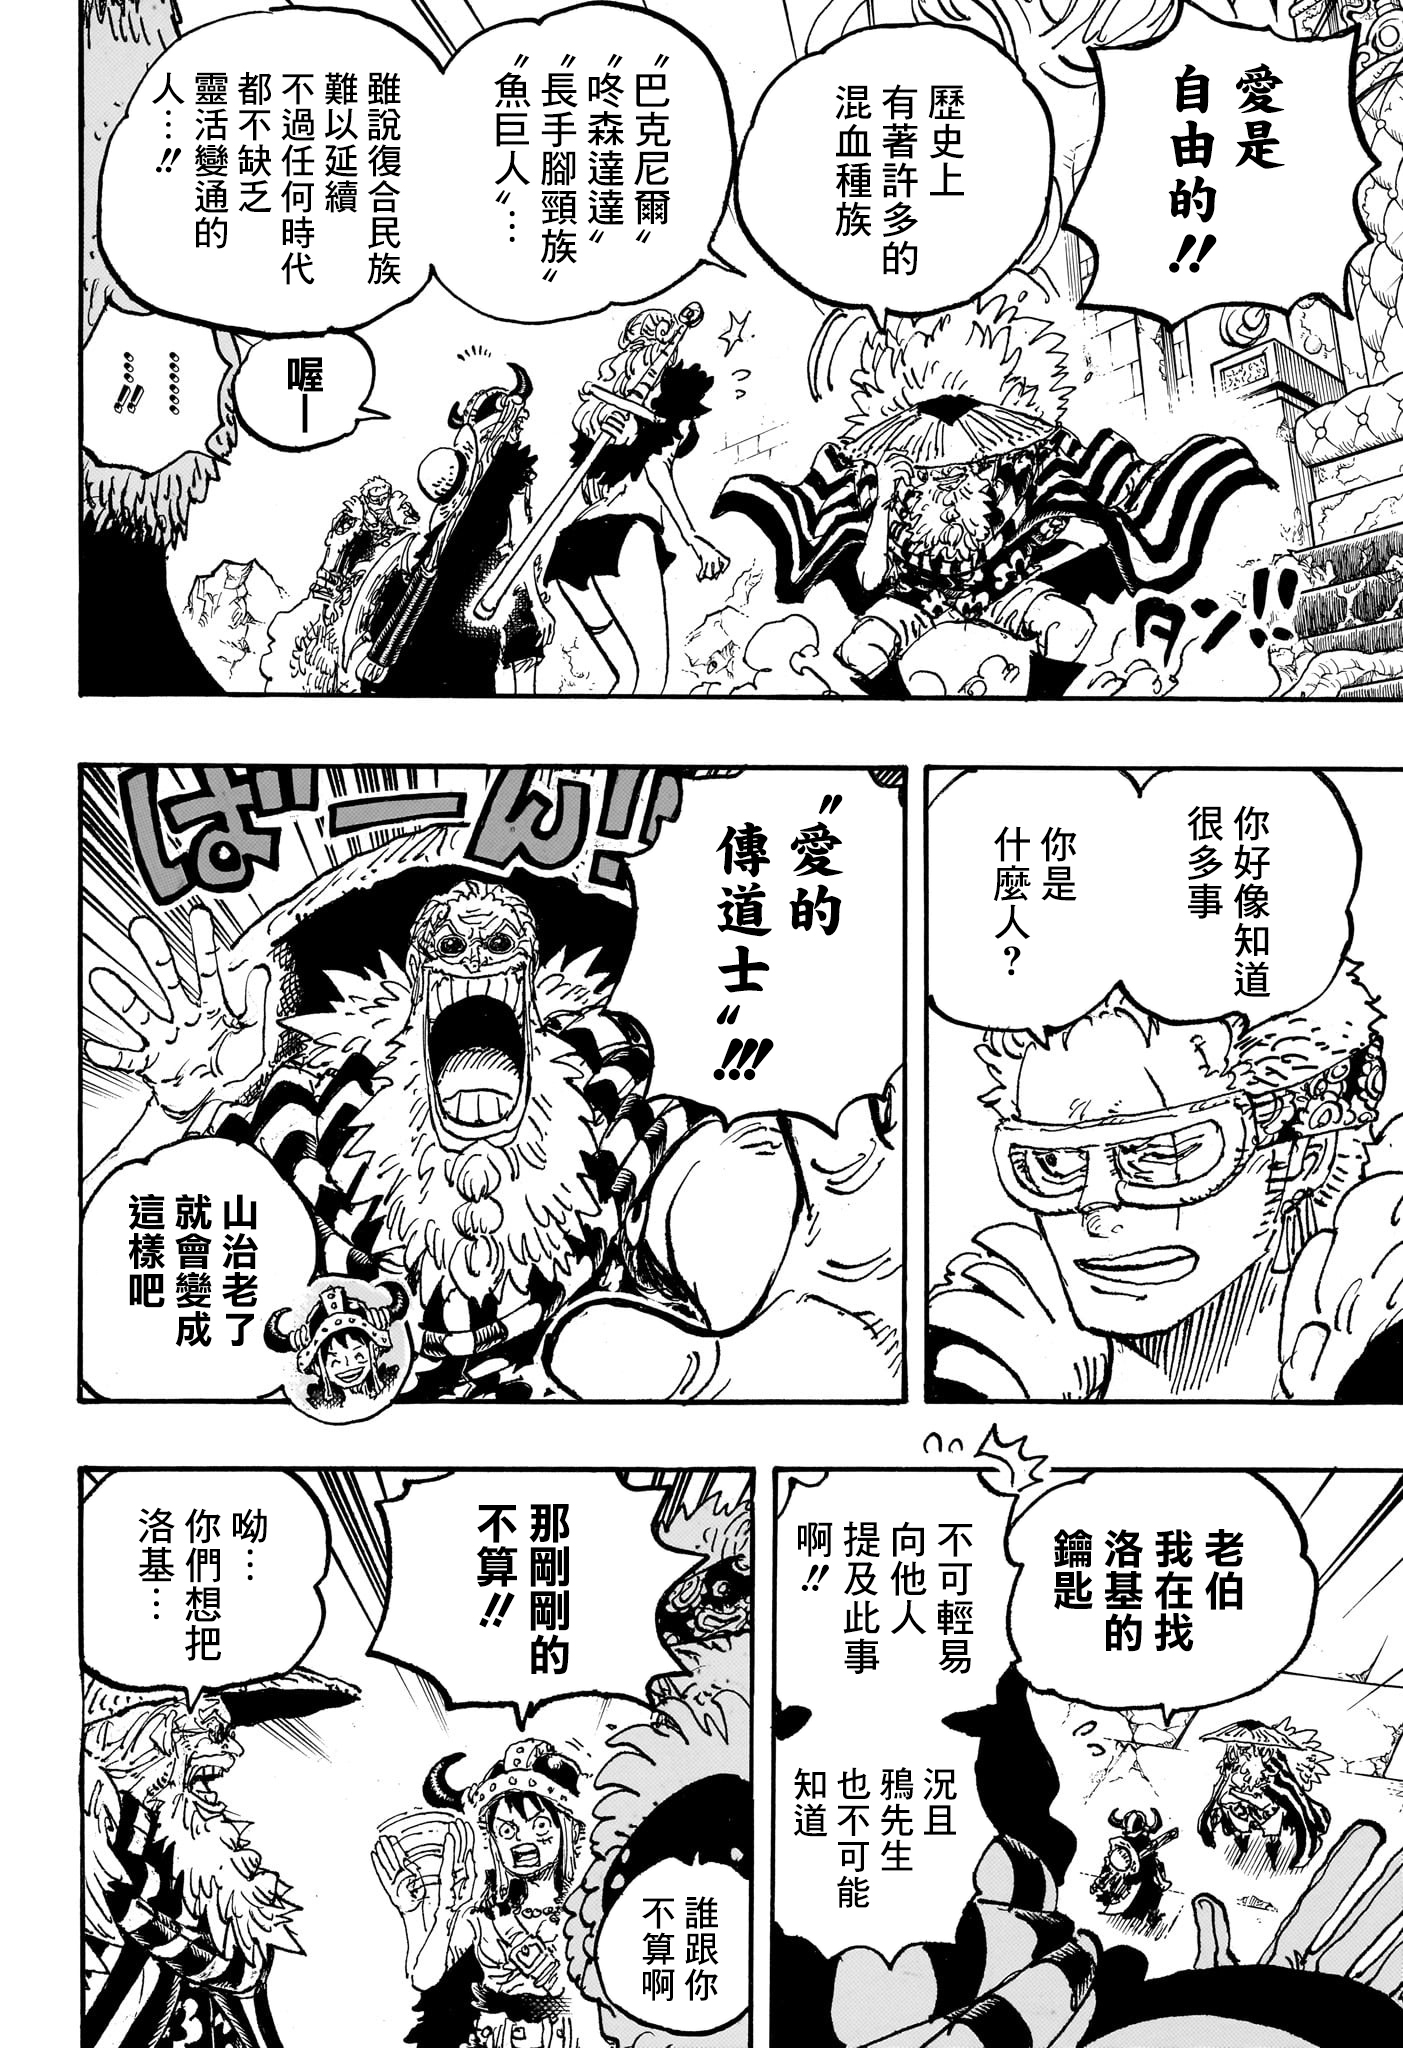 愛是
自由的!!
歷史上
有著許多的
混血種族
〝巴克尼爾〞
〝咚森達達〞
〝長手腳頸族〞
〝魚巨人〞…
雖說復合民族
難以延續
不過任何時代
都不缺乏
靈活變通的
人…!!
喔—
……
…!!
タン!!
你好像知道
很多事
你是
什麼人?
〝愛的
傳道士〞!!!
ばーん!!
山治老了
就會變成
這樣吧
老伯
我在找
洛基的
鑰匙
不可輕易
向他人
提及此事
啊!!
況且
鴉先生
也不可能
知道
那剛剛的
不算!!
誰跟你
不算啊
呦…
你們想把
洛基…